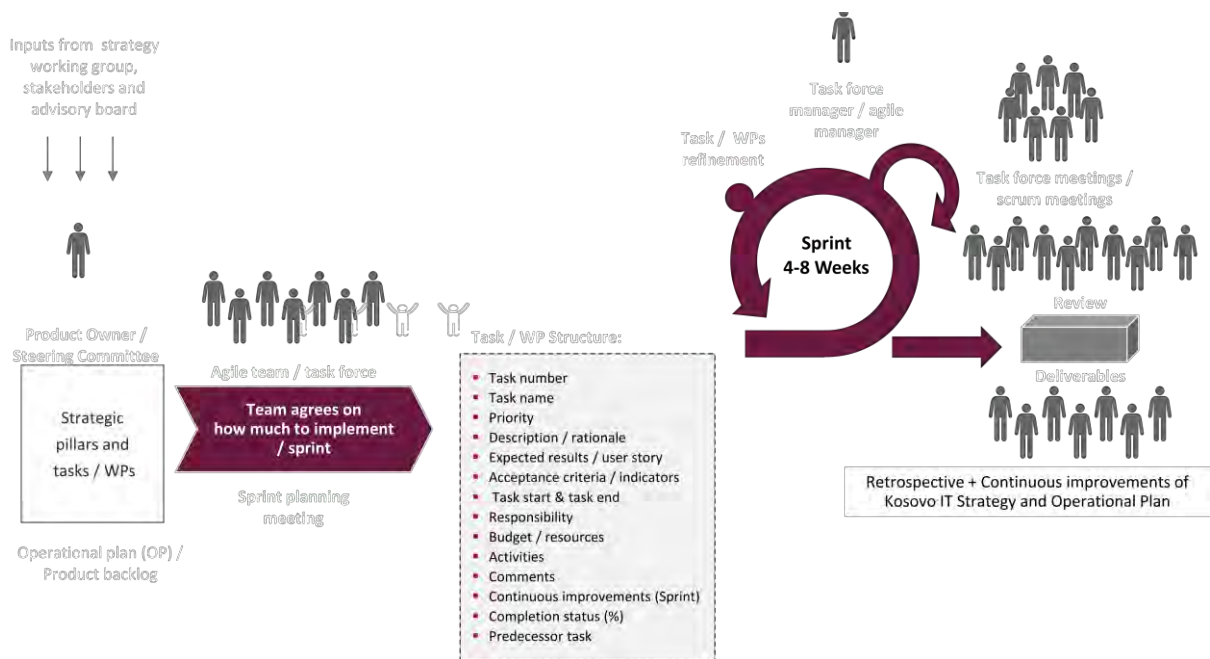 Inputs from strategy
working group,
stakeholders and
advisory board
Product Owner /
Steering Committee
Strategic
pillars and
tasks / WPs
Operational plan (OP) /
Product backlog
Agile team / task force
Team agrees on
how much to implement
/ sprint
Sprint planning
meeting
Task / WP Structure:
Task number
Task name
Priority
Description / rationale
Expected results / user story
Acceptance criteria / indicators
Task start & task end
Responsibility
Budget / resources
Activities
Comments
Continuous improvements (Sprint)
Completion status (%)
Predecessor task
Task / WPs
refinement
Task force
manager / agile
manager
Sprint
4-8 Weeks
Task force meetings /
scrum meetings
Review
Deliverables
Retrospective + Continuous improvements of
Kosovo IT Strategy and Operational Plan